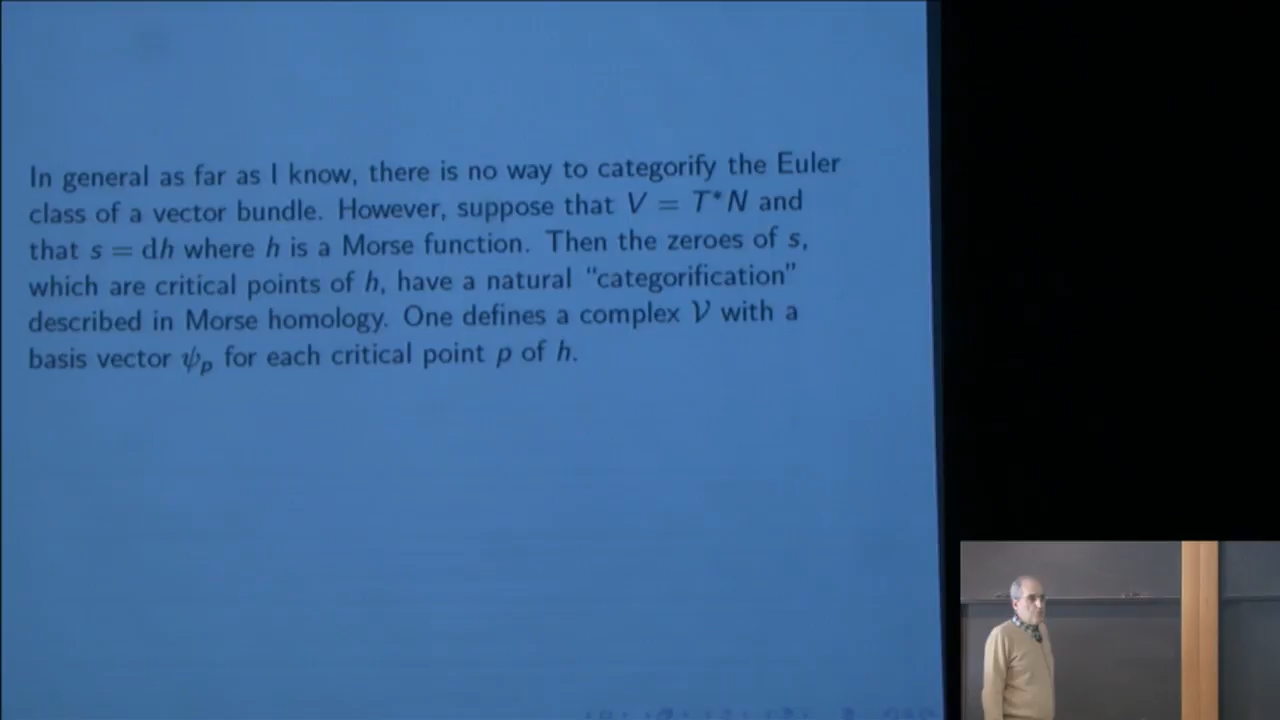 In general as far as I know, there is no way to categorify the Euler
class of a vector bundle. However, suppose that V = T*N and
that s = dh where h is a Morse function. Then the zeroes of s,
which are critical points of h, have a natural “categorification”
described in Morse homology. One defines a complex 𝒱 with a
basis vector ψ_p for each critical point p of h.